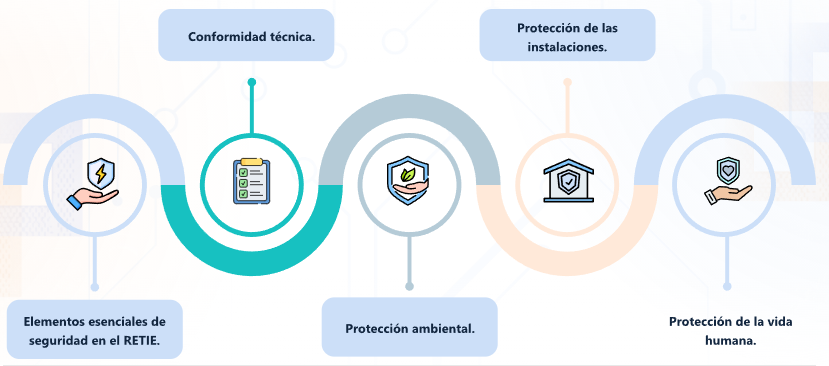 Conformidad técnica.
Protección de las
instalaciones.
Elementos esenciales de
seguridad en el RETIE.
Protección ambiental.
Protección de la vida
humana.